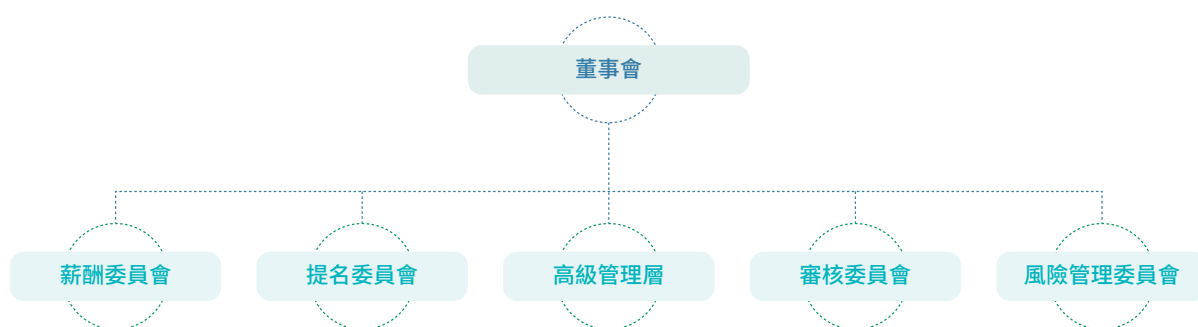 董事會
薪酬委員會
提名委員會
高級管理層
審核委員會
風險管理委員會